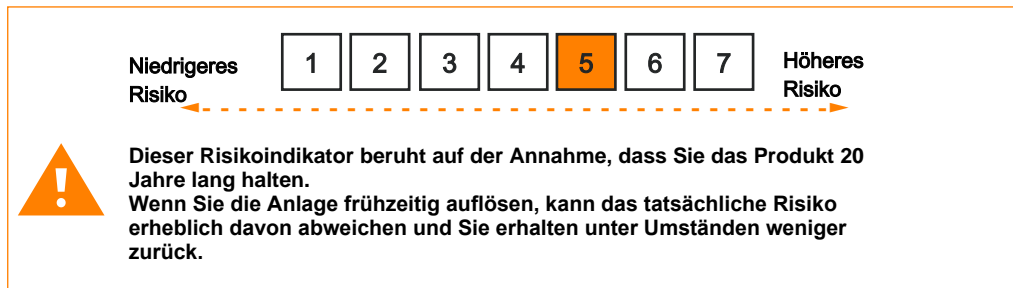 Niedrigeres
Risiko
1 2 3 4 5 6 7
Höheres
Risiko
!
Dieser Risikoindikator beruht auf der Annahme, dass Sie das Produkt 20
Jahre lang halten.
Wenn Sie die Anlage frühzeitig auflösen, kann das tatsächliche Risiko
erheblich davon abweichen und Sie erhalten unter Umständen weniger
zurück.